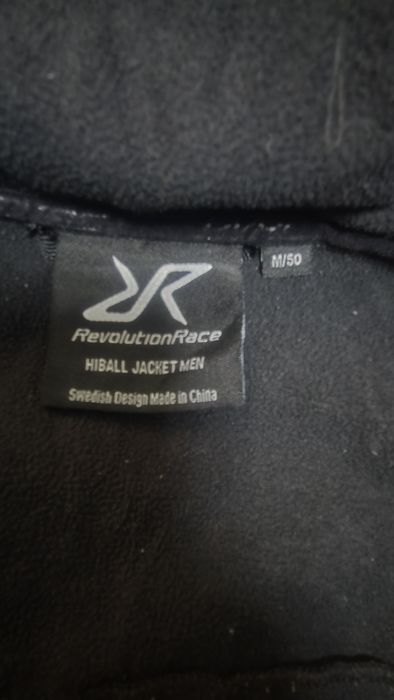 RevolutionRace
HIBALL JACKET MEN
Swedish Design Made in China
M/50